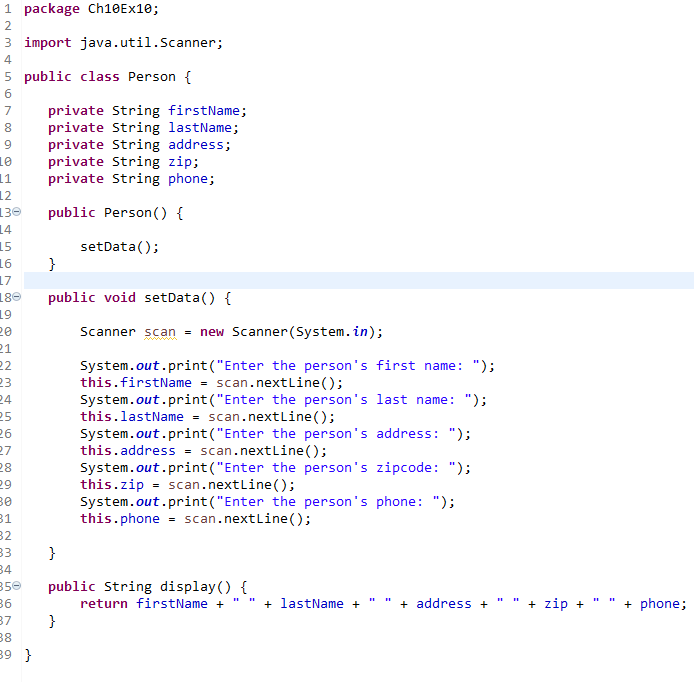 1 package Ch10Ex10;
2
3 import java.util.Scanner;
4
5 public class Person {
6
7 private String firstName;
8 private String lastName;
9 private String address;
10 private String zip;
11 private String phone;
12
13 public Person() {
14
15 setData();
16 }
17
18 public void setData() {
19
20 Scanner scan = new Scanner(System.in);
21
22 System.out.print("Enter the person's first name: ");
23 this.firstName = scan.nextLine();
24 System.out.print("Enter the person's last name: ");
25 this.lastName = scan.nextLine();
26 System.out.print("Enter the person's address: ");
27 this.address = scan.nextLine();
28 System.out.print("Enter the person's zipcode: ");
29 this.zip = scan.nextLine();
30 System.out.print("Enter the person's phone: ");
31 this.phone = scan.nextLine();
32
33 }
34
35 public String display() {
36 return firstName + " " + lastName + " " + address + " " + zip + " " + phone;
37 }
38
39 }